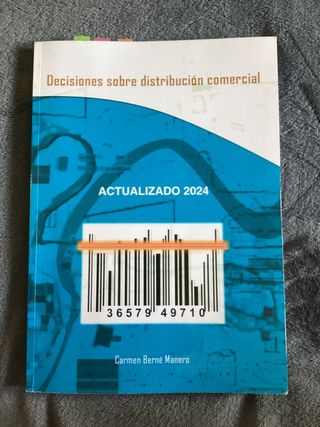 Decisiones sobre distribución comercial
ACTUALIZADO 2024
36579 49710
Carmen Berné Manero